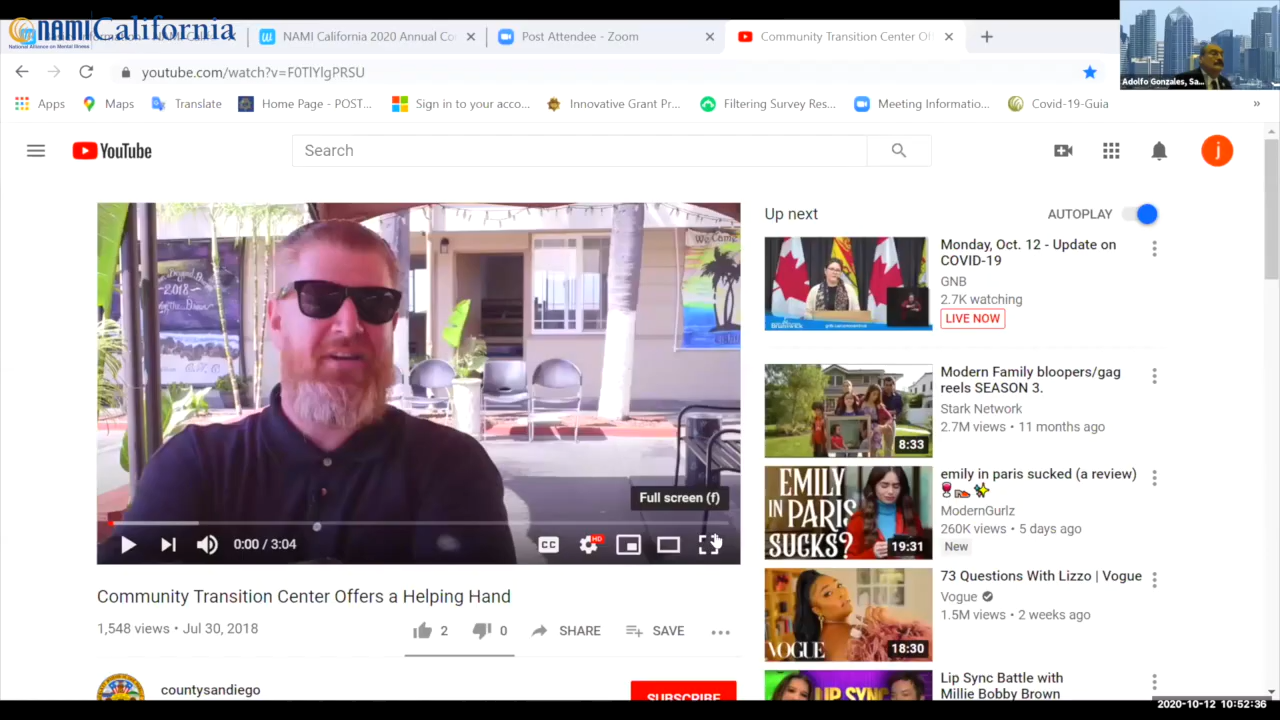 NAMI California
National Alliance on Mental Illness
NAMI California 2020 Annual Co
Post Attendee - Zoom
Community Transition Center Of
youtube.com/watch?v=F0TlYlgPRSU
Adolfo Gonzales, Sa...
Apps
Maps
Translate
Home Page - POST...
Sign in to your acco...
Innovative Grant Pr...
Filtering Survey Res...
Meeting Informatio...
Covid-19-Guia
»
YouTube
Search
j
Up next
AUTOPLAY
2018
We Came
Full screen (f)
CC
HD
0:00 / 3:04
Community Transition Center Offers a Helping Hand
1,548 views • Jul 30, 2018
2
0
SHARE
SAVE
countysandiego
SUBSCRIBE
Monday, Oct. 12 - Update on
COVID-19
GNB
2.7K watching
LIVE NOW
Modern Family bloopers/gag
reels SEASON 3.
Stark Network
2.7M views • 11 months ago
8:33
emily in paris sucked (a review)
ModernGurlz
260K views • 5 days ago
New
EMILY
IN
PARIS
SUCKS?
19:31
73 Questions With Lizzo | Vogue
Vogue
1.5M views • 2 weeks ago
VOGUE
18:30
Lip Sync Battle with
Millie Bobby Brown
LIP SYNC
2020-10-12 10:52:36